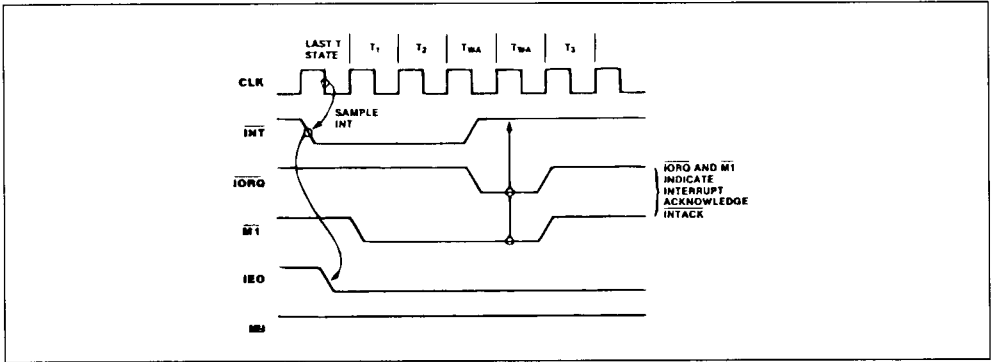 LAST T
STATE
T1
T2
TWA
TWA
T3
CLK
SAMPLE
INT
INT
IORQ
M1
IEO
IORQ AND M1
INDICATE
INTERRUPT
ACKNOWLEDGE
INTACK